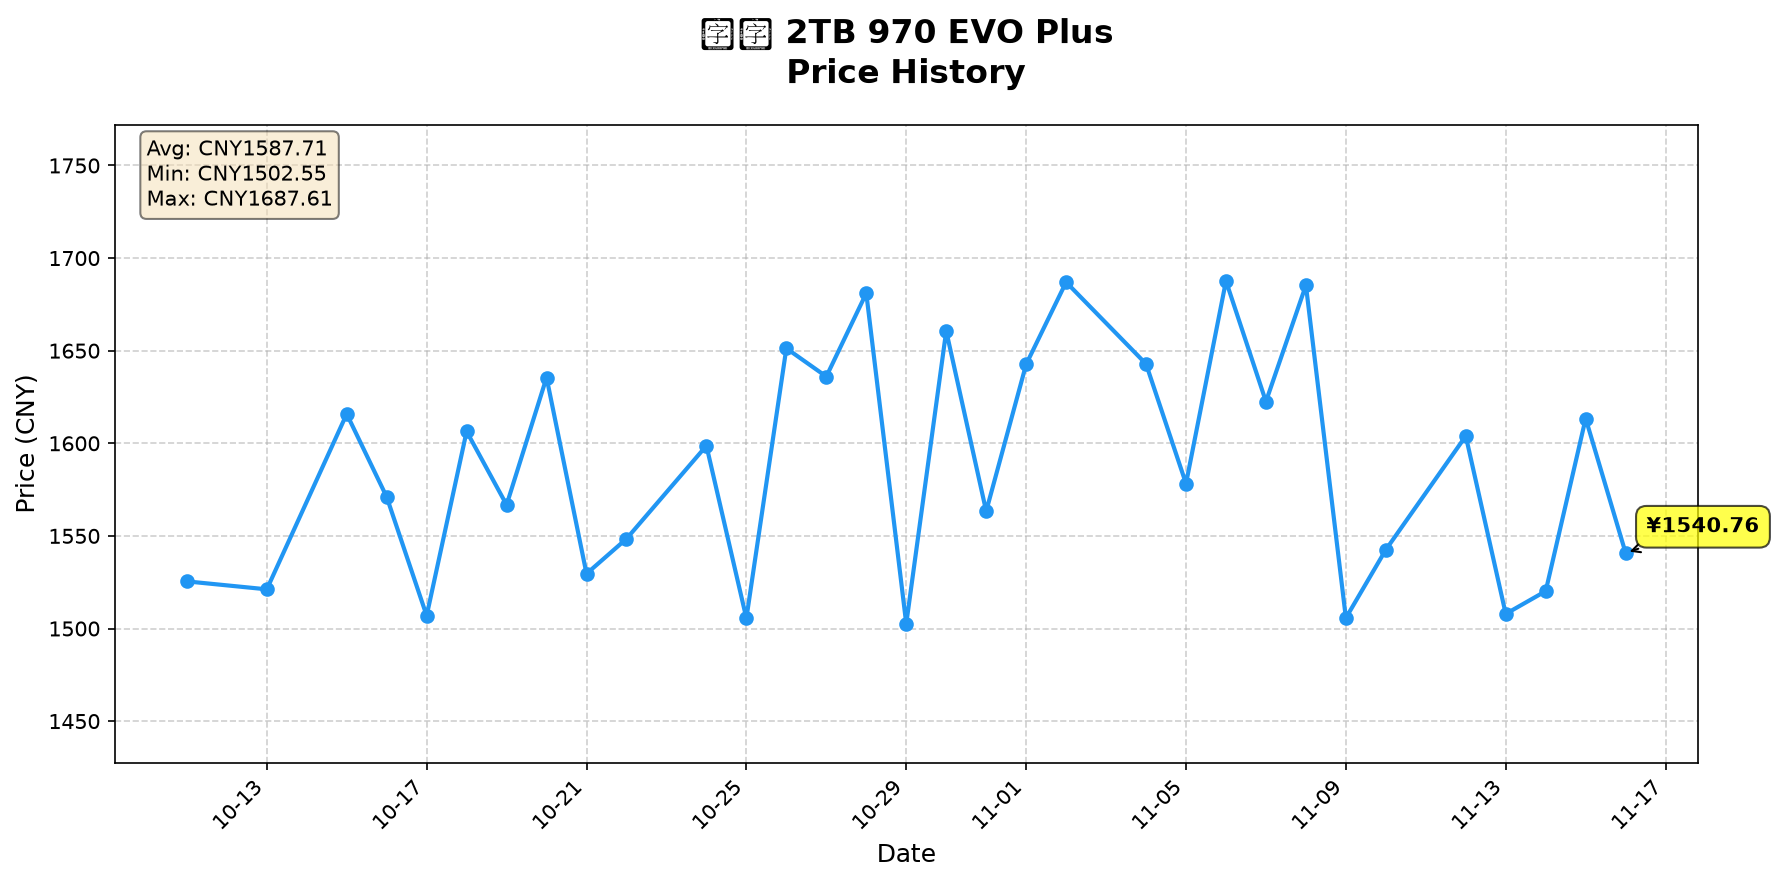 2TB 970 EVO Plus
Price History
Avg: CNY1587.71
Min: CNY1502.55
Max: CNY1687.61
1750
1700
1650
1600
1550
1500
1450
Price (CNY)
¥1540.76
10-13
10-17
10-21
10-25
10-29
11-01
11-05
11-09
11-13
11-17
Date